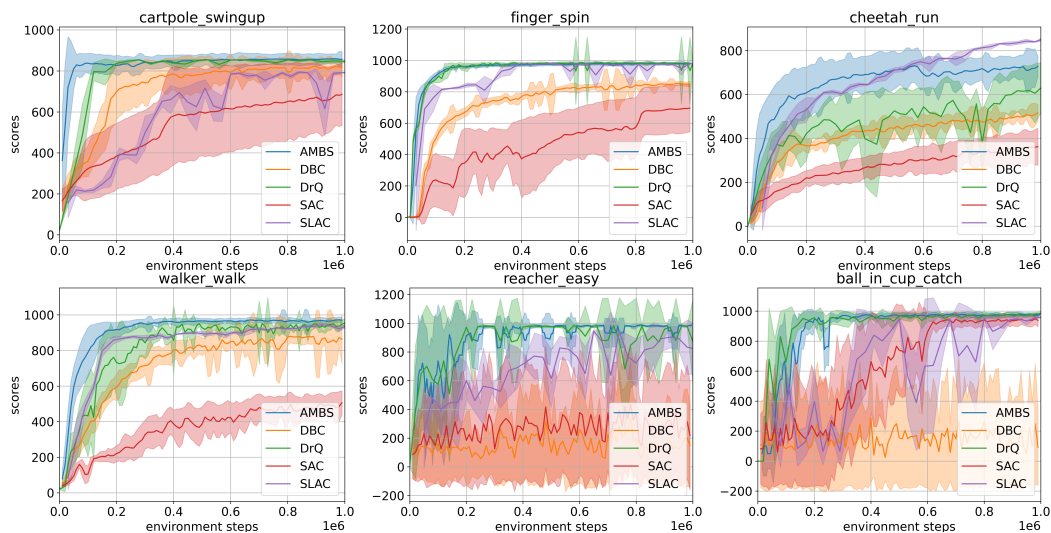 cartpole_swingup
1000
800
600
400
200
0
scores
0.0 0.2 0.4 0.6 0.8 1.0
1e6
environment steps
AMBS
DBC
DrQ
SAC
SLAC
finger_spin
1200
1000
800
600
400
200
0
scores
0.0 0.2 0.4 0.6 0.8 1.0
1e6
environment steps
AMBS
DBC
DrQ
SAC
SLAC
cheetah_run
800
600
400
200
0
scores
0.0 0.2 0.4 0.6 0.8 1.0
1e6
environment steps
AMBS
DBC
DrQ
SAC
SLAC
walker_walk
1000
800
600
400
200
0
scores
0.0 0.2 0.4 0.6 0.8 1.0
1e6
environment steps
AMBS
DBC
DrQ
SAC
SLAC
reacher_easy
1200
1000
800
600
400
200
0
−200
scores
0.0 0.2 0.4 0.6 0.8 1.0
1e6
environment steps
AMBS
DBC
DrQ
SAC
SLAC
ball_in_cup_catch
1000
800
600
400
200
0
−200
scores
0.0 0.2 0.4 0.6 0.8 1.0
1e6
environment steps
AMBS
DBC
DrQ
SAC
SLAC